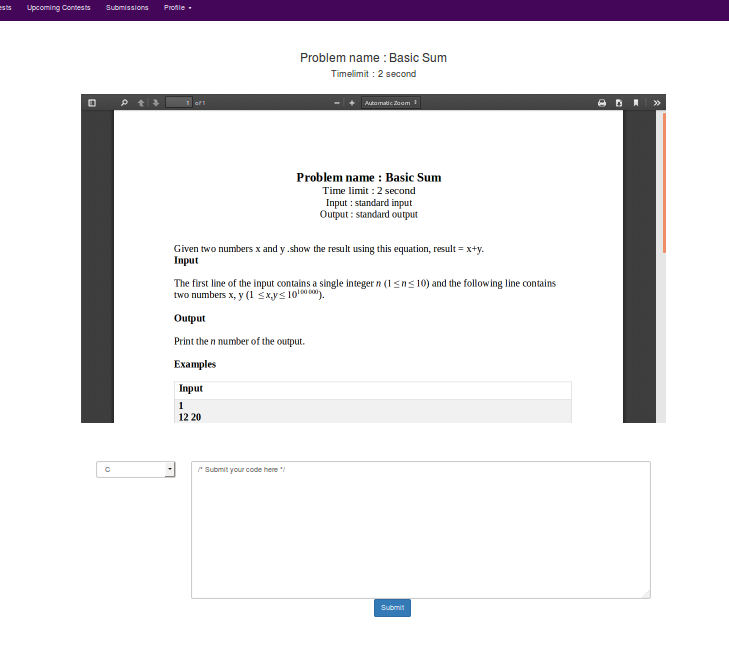 ests Upcoming Contests Submissions Profile
Problem name : Basic Sum
Timelimit : 2 second
1 of 1 Automatic Zoom
Problem name : Basic Sum
Time limit : 2 second
Input : standard input
Output : standard output
Given two numbers x and y .show the result using this equation, result = x+y.
Input
The first line of the input contains a single integer n (1 ≤ n ≤ 10) and the following line contains
two numbers x, y (1 ≤ x,y ≤ 10¹⁰⁰ ⁰⁰⁰).
Output
Print the n number of the output.
Examples
Input
1
12 20
C
/* Submit your code here */
Submit